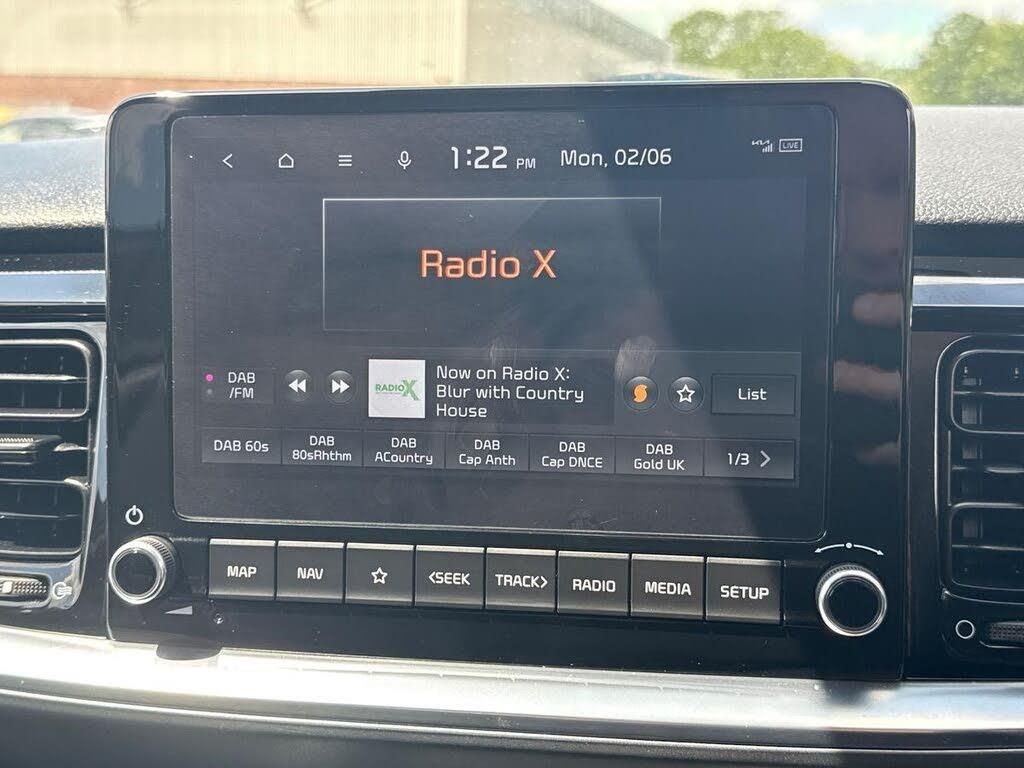 1:22 PM Mon, 02/06
KIA LIVE
Radio X
DAB
/FM
RADIO X
Now on Radio X:
Blur with Country
House
List
DAB 60s
DAB
80sRhthm
DAB
ACountry
DAB
Cap Anth
DAB
Cap DNCE
DAB
Gold UK
1/3 >
MAP
NAV
<SEEK
TRACK>
RADIO
MEDIA
SETUP